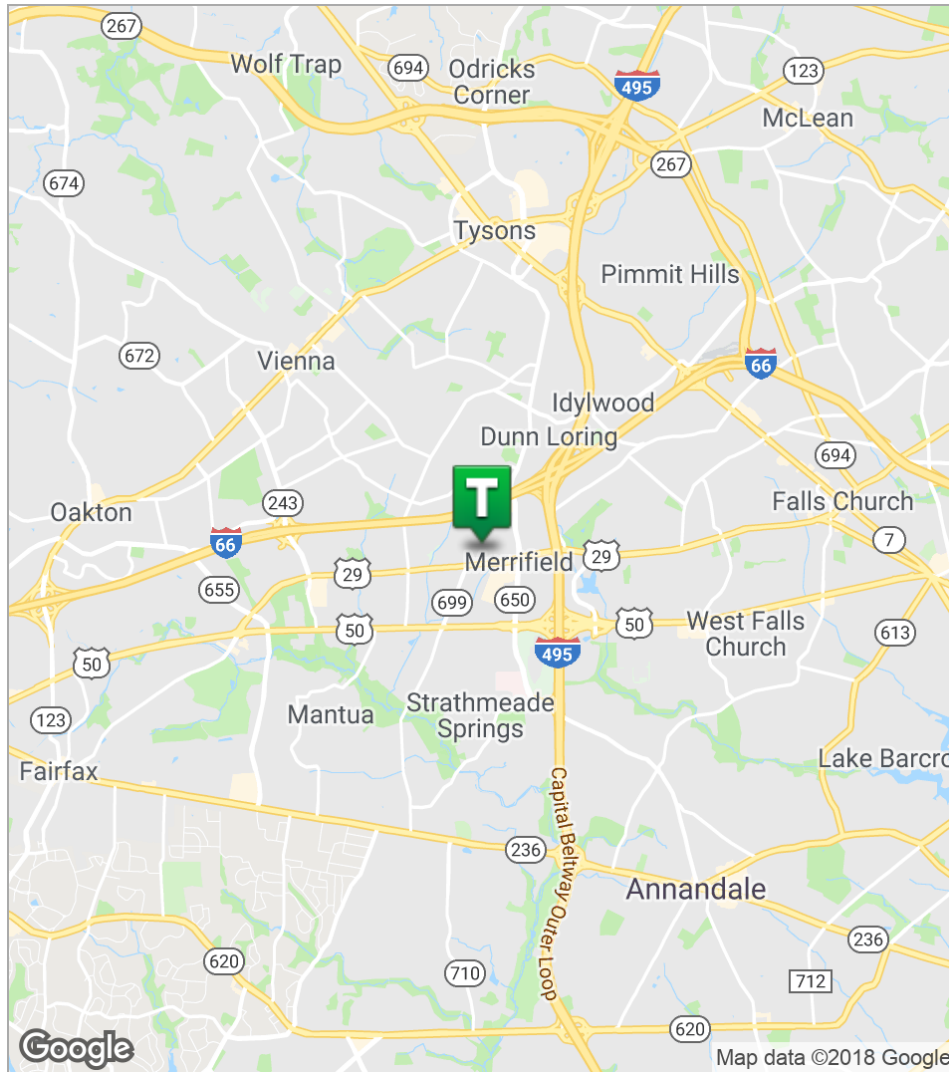 267
Wolf Trap
694
Odricks
Corner
495
123
McLean
267
674
Tysons
Pimmit Hills
672
Vienna
66
Idylwood
Dunn Loring
694
T
243
Oakton
Falls Church
66
29
7
29
Merrifield
655
699
650
50
50
West Falls
Church
613
50
495
123
Mantua
Strathmeade
Springs
Fairfax
Lake Barcro
Capital Beltway Outer Loop
236
Annandale
236
620
710
712
620
Google
Map data ©2018 Google